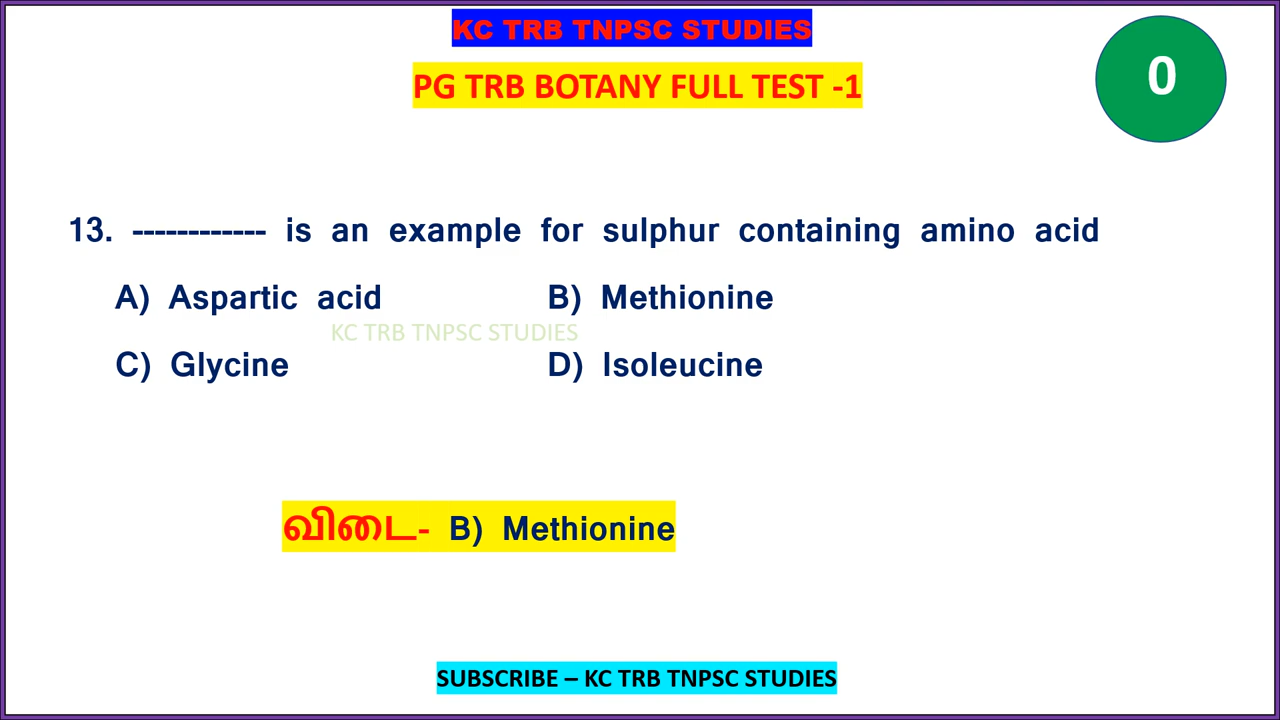 KC TRB TNPSC STUDIES
PG TRB BOTANY FULL TEST -1
0
13. ------------ is an example for sulphur containing amino acid
A) Aspartic acid B) Methionine
KC TRB TNPSC STUDIES
C) Glycine D) Isoleucine
விடை- B) Methionine
SUBSCRIBE – KC TRB TNPSC STUDIES